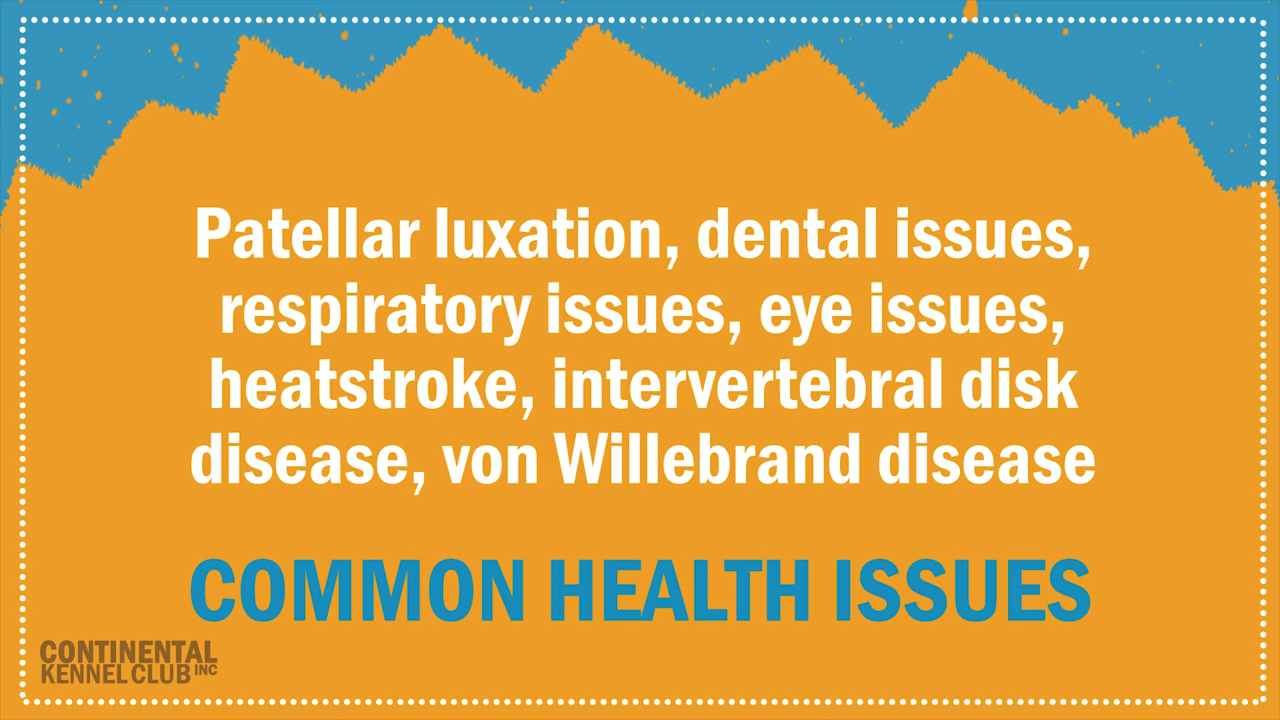 Patellar luxation, dental issues,
respiratory issues, eye issues,
heatstroke, intervertebral disk
disease, von Willebrand disease
COMMON HEALTH ISSUES
CONTINENTAL
KENNEL CLUB INC